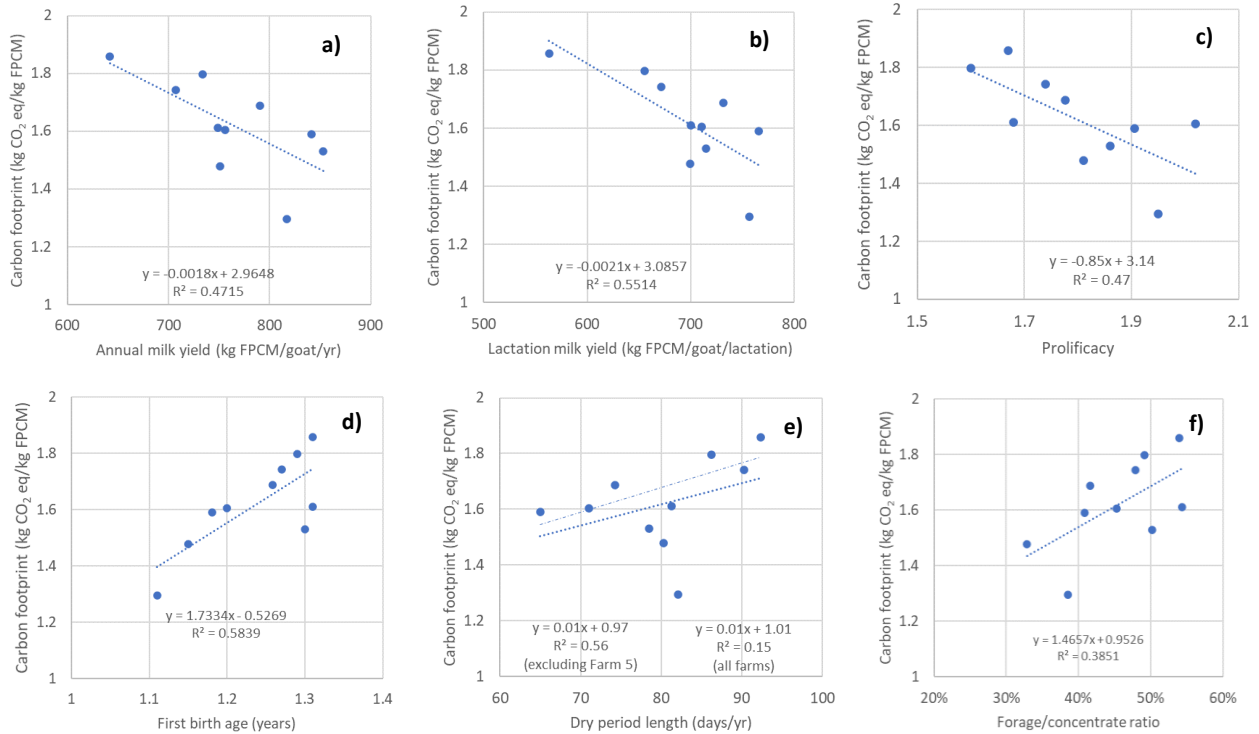 a)
Carbon footprint (kg CO2 eq/kg FPCM)
2
1.8
1.6
1.4
1.2
1
y = -0.0018x + 2.9648
R² = 0.4715
600 700 800 900
Annual milk yield (kg FPCM/goat/yr)
b)
Carbon footprint (kg CO2 eq/kg FPCM)
2
1.8
1.6
1.4
1.2
1
y = -0.0021x + 3.0857
R² = 0.5514
500 600 700 800
Lactation milk yield (kg FPCM/goat/lactation)
c)
Carbon footprint (kg CO2 eq/kg FPCM)
2
1.8
1.6
1.4
1.2
1
y = -0.85x + 3.14
R² = 0.47
1.5 1.7 1.9 2.1
Prolificacy
d)
Carbon footprint (kg CO2 eq/kg FPCM)
2
1.8
1.6
1.4
1.2
1
y = 1.7334x - 0.5269
R² = 0.5839
1 1.1 1.2 1.3 1.4
First birth age (years)
e)
Carbon footprint (kg CO2 eq/kg FPCM)
2
1.8
1.6
1.4
1.2
1
y = 0.01x + 0.97
R² = 0.56
(excluding Farm 5)
y = 0.01x + 1.01
R² = 0.15
(all farms)
60 70 80 90 100
Dry period length (days/yr)
f)
Carbon footprint (kg CO2 eq/kg FPCM)
2
1.8
1.6
1.4
1.2
1
y = 1.4657x + 0.9526
R² = 0.3851
20% 30% 40% 50% 60%
Forage/concentrate ratio